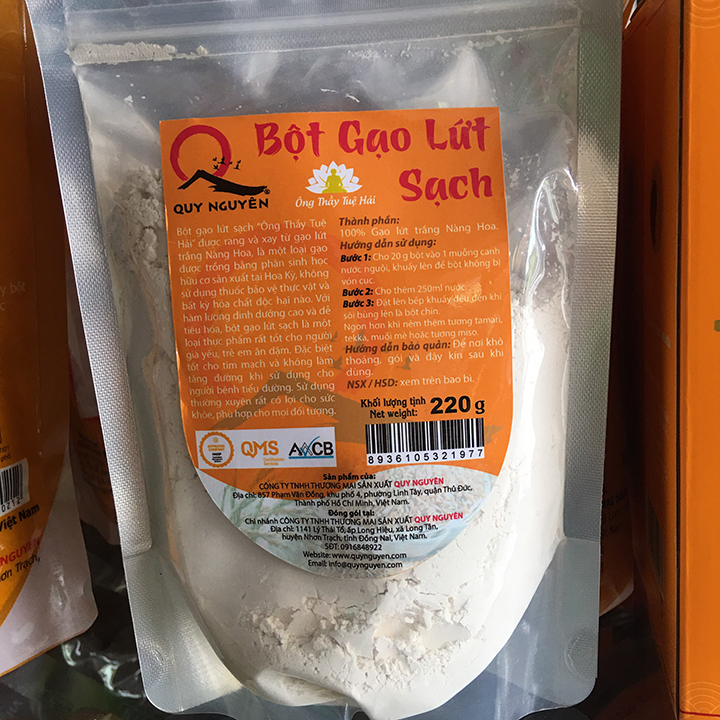 Bột Gạo Lứt
Sạch
QUY NGUYÊN
Ông Thầy Tuệ Hải
Bột gạo lứt sạch "Ông Thầy Tuệ
Hải" được rang và xay từ gạo lứt
trắng Nàng Hoa, là một loại gạo
được trồng bằng phân sinh học
hữu cơ sản xuất tại Hoa Kỳ, không
sử dụng thuốc bảo vệ thực vật và
bất kỳ hóa chất độc hại nào. Với
hàm lượng dinh dưỡng cao và dễ
tiêu hóa, bột gạo lứt sạch là một
loại thực phẩm rất tốt cho người
già yếu, trẻ em ăn dặm. Đặc biệt
tốt cho tim mạch và không làm
tăng đường khi sử dụng cho
người bệnh tiểu đường. Sử dụng
thường xuyên rất có lợi cho sức
khỏe, phù hợp cho mọi đối tượng.
Thành phần:
100% Gạo lứt trắng Nàng Hoa.
Hướng dẫn sử dụng:
Bước 1: Cho 20 g bột vào 1 muỗng canh
nước nguội, khuấy lên để bột không bị
vón cục.
Bước 2: Cho thêm 250ml nước
Bước 3: Đặt lên bếp khuấy đều đến khi
sôi bùng lên là bột chín.
Ngon hơn khi nêm thêm tương tamari,
tekka, muối mè hoặc tương miso.
Hướng dẫn bảo quản: Để nơi khô
thoáng, gói và đậy kín sau khi
dùng.
NSX / HSD: xem trên bao bì.
Khối lượng tịnh
Net weight: 220 g
QMS
8936105321977
Sản phẩm của:
CÔNG TY TNHH THƯƠNG MẠI SẢN XUẤT QUY NGUYÊN
Địa chỉ: 857 Phạm Văn Đồng, khu phố 4, phường Linh Tây, quận Thủ Đức.
Thành phố Hồ Chí Minh, Việt Nam.
Đóng gói tại:
Chi nhánh CÔNG TY TNHH THƯƠNG MẠI SẢN XUẤT QUY NGUYÊN
Địa chỉ: 1141 Lý Thái Tổ, ấp Long Hiệu, xã Long Tân,
huyện Nhơn Trạch, tỉnh Đồng Nai, Việt Nam.
SĐT: 0916848922
Website: www.quynguyen.com
Email: info@quynguyen.com
Việt Nam